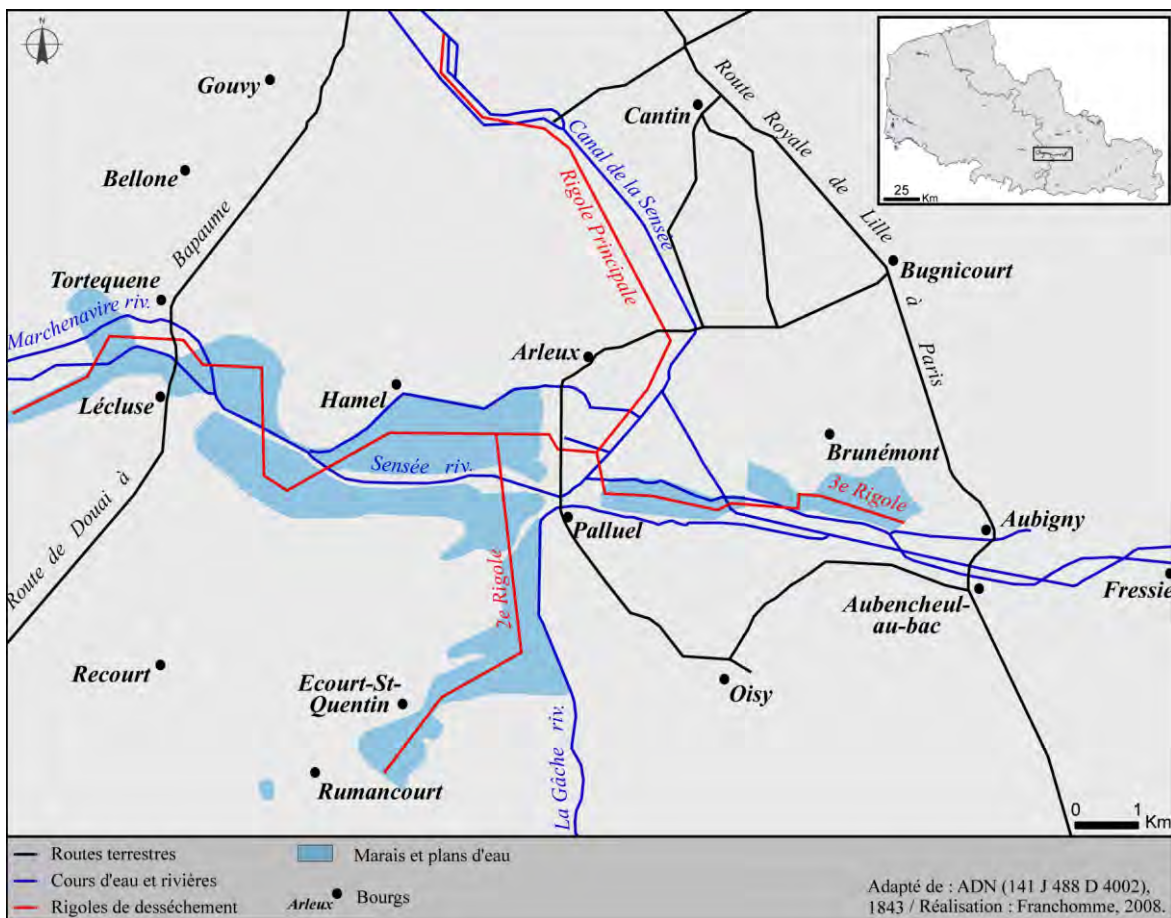 N
Gouvy
Bellone
Bapaume
Tortequene
Marchenavire riv.
Lécluse
Route de Douai à
Hamel
Sensée riv.
Arleux
Canal de la Sensée
Rigole Principale
Cantin
Route Royale de Lille à Paris
25 Km
Bugnicourt
Brunémont
3e Rigole
Aubigny
Palluel
2e Rigole
Aubencheul-
au-bac
Fressie
Recourt
Ecourt-St-
Quentin
Oisy
La Gâche riv.
Rumancourt
0 1
Km
Routes terrestres
Cours d'eau et rivières
Rigoles de desséchement
Marais et plans d'eau
Arleux Bourgs
Adapté de : ADN (141 J 488 D 4002),
1843 / Réalisation : Franchomme, 2008.